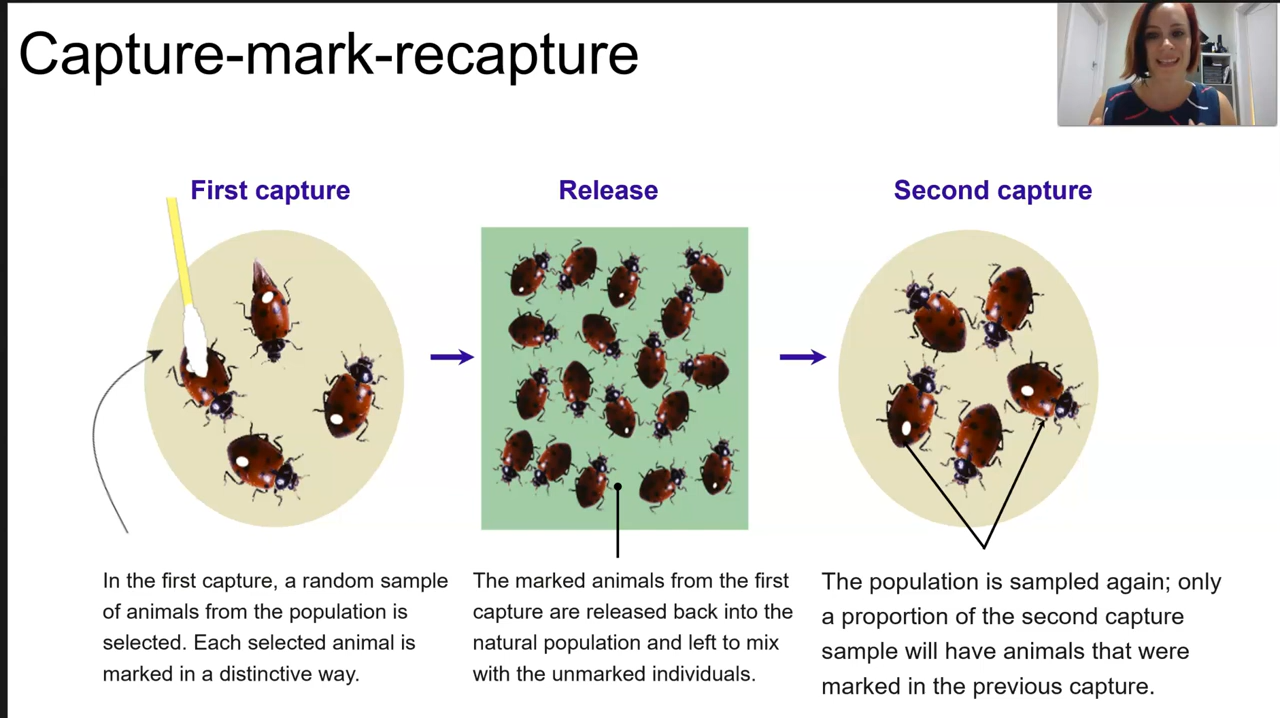 Capture-mark-recapture
First capture
Release
Second capture
In the first capture, a random sample
of animals from the population is
selected. Each selected animal is
marked in a distinctive way.
The marked animals from the first
capture are released back into the
natural population and left to mix
with the unmarked individuals.
The population is sampled again; only
a proportion of the second capture
sample will have animals that were
marked in the previous capture.